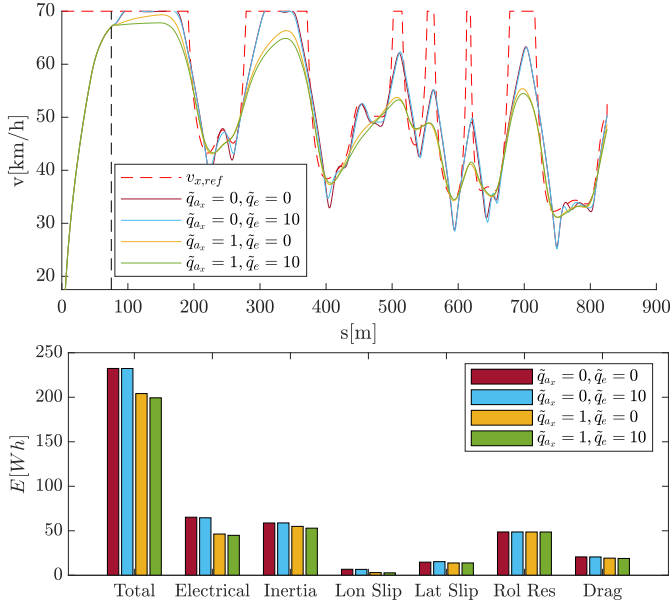 70
60
50
40
30
20
v[km/h]
v_{x,ref}
q̃_{a_x} = 0, q̃_e = 0
q̃_{a_x} = 0, q̃_e = 10
q̃_{a_x} = 1, q̃_e = 0
q̃_{a_x} = 1, q̃_e = 10
0 100 200 300 400 500 600 700 800 900
s[m]
250
200
150
100
50
0
E[Wh]
q̃_{a_x} = 0, q̃_e = 0
q̃_{a_x} = 0, q̃_e = 10
q̃_{a_x} = 1, q̃_e = 0
q̃_{a_x} = 1, q̃_e = 10
Total Electrical Inertia Lon Slip Lat Slip Rol Res Drag